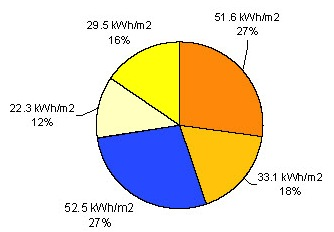 51.6 kWh/m2
27%
29.5 kWh/m2
16%
22.3 kWh/m2
12%
33.1 kWh/m2
18%
52.5 kWh/m2
27%